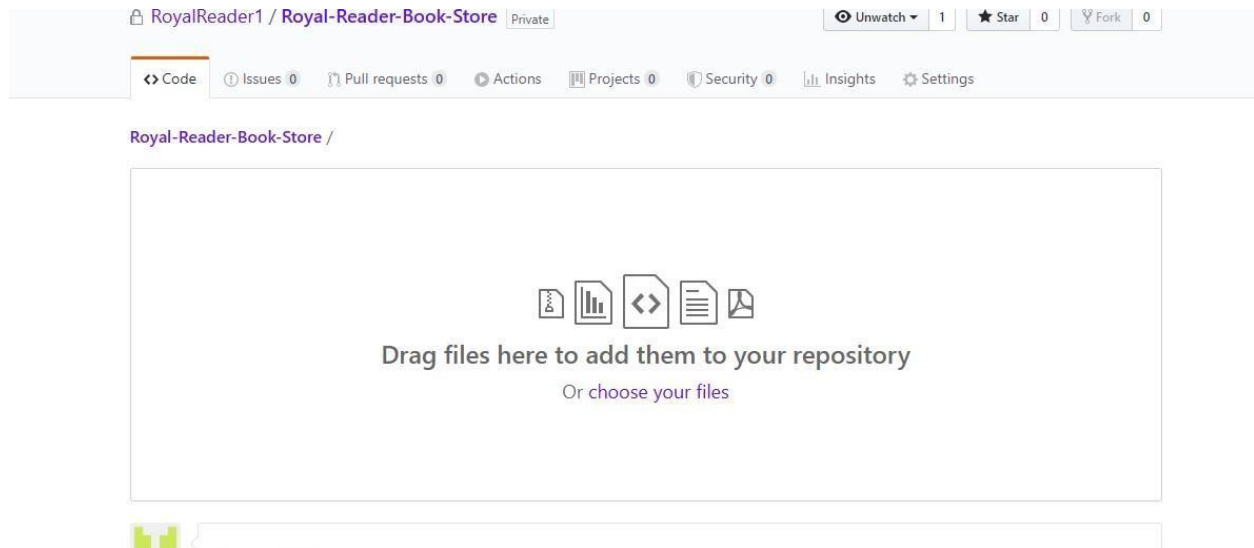 RoyalReader1 / Royal-Reader-Book-Store Private Unwatch 1 Star 0 Fork 0
<> Code Issues 0 Pull requests 0 Actions Projects 0 Security 0 Insights Settings
Royal-Reader-Book-Store /
Drag files here to add them to your repository
Or choose your files